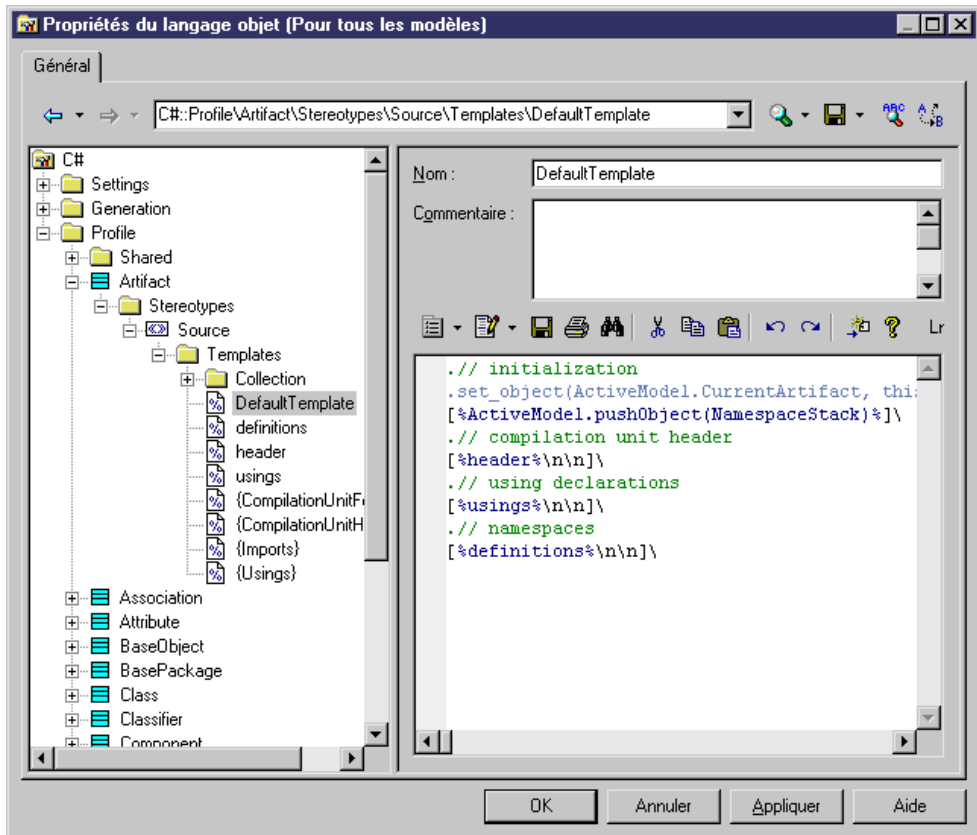 Propriétés du langage objet (Pour tous les modèles)
Général
C#::Profile\Artifact\Stereotypes\Source\Templates\DefaultTemplate
C#
Settings
Generation
Profile
Shared
Artifact
Stereotypes
Source
Templates
Collection
DefaultTemplate
definitions
header
usings
{CompilationUnitF
{CompilationUnitH
{Imports}
{Usings}
Association
Attribute
BaseObject
BasePackage
Class
Classifier
Component
Nom :
DefaultTemplate
Commentaire :
Lr
.// initialization
.set_object(ActiveModel.CurrentArtifact, this
[%ActiveModel.pushObject(NamespaceStack)%]\
.// compilation unit header
[%header%\n\n]\
.// using declarations
[%usings%\n\n]\
.// namespaces
[%definitions%\n\n]\
OK
Annuler
Appliquer
Aide